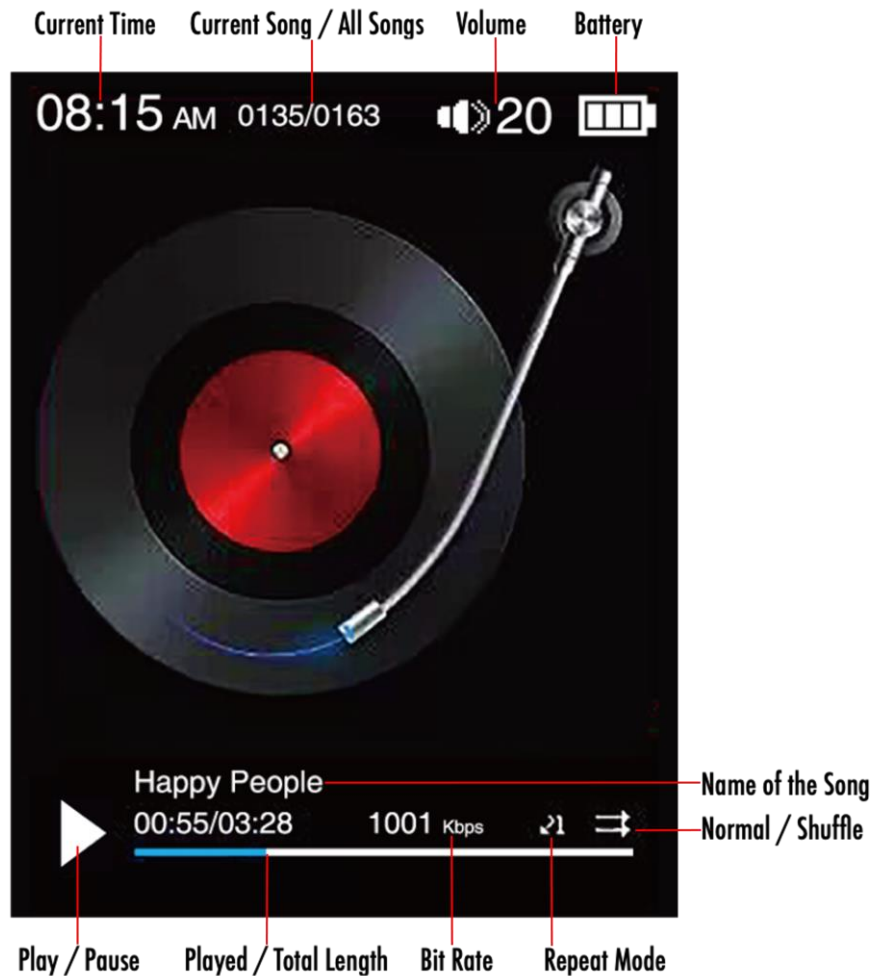 Current Time Current Song / All Songs Volume Battery
08:15 AM 0135/0163 20
Happy People
Name of the Song
00:55/03:28 1001 Kbps 1
Normal / Shuffle
Play / Pause Played / Total Length Bit Rate Repeat Mode